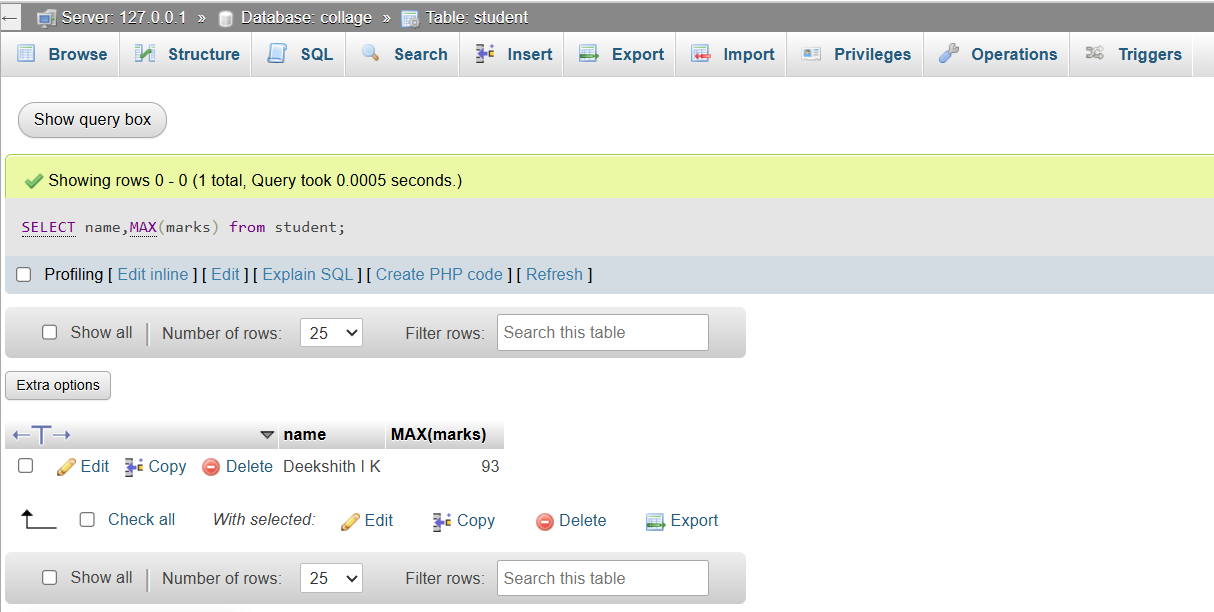 ← Server: 127.0.0.1 » Database: collage » Table: student
Browse Structure SQL Search Insert Export Import Privileges Operations Triggers
Show query box
Showing rows 0 - 0 (1 total, Query took 0.0005 seconds.)
SELECT name,MAX(marks) from student;
Profiling [ Edit inline ] [ Edit ] [ Explain SQL ] [ Create PHP code ] [ Refresh ]
Show all | Number of rows: 25 Filter rows: Search this table
Extra options
←T→ name MAX(marks)
Edit Copy Delete Deekshith I K 93
Check all With selected: Edit Copy Delete Export
Show all | Number of rows: 25 Filter rows: Search this table